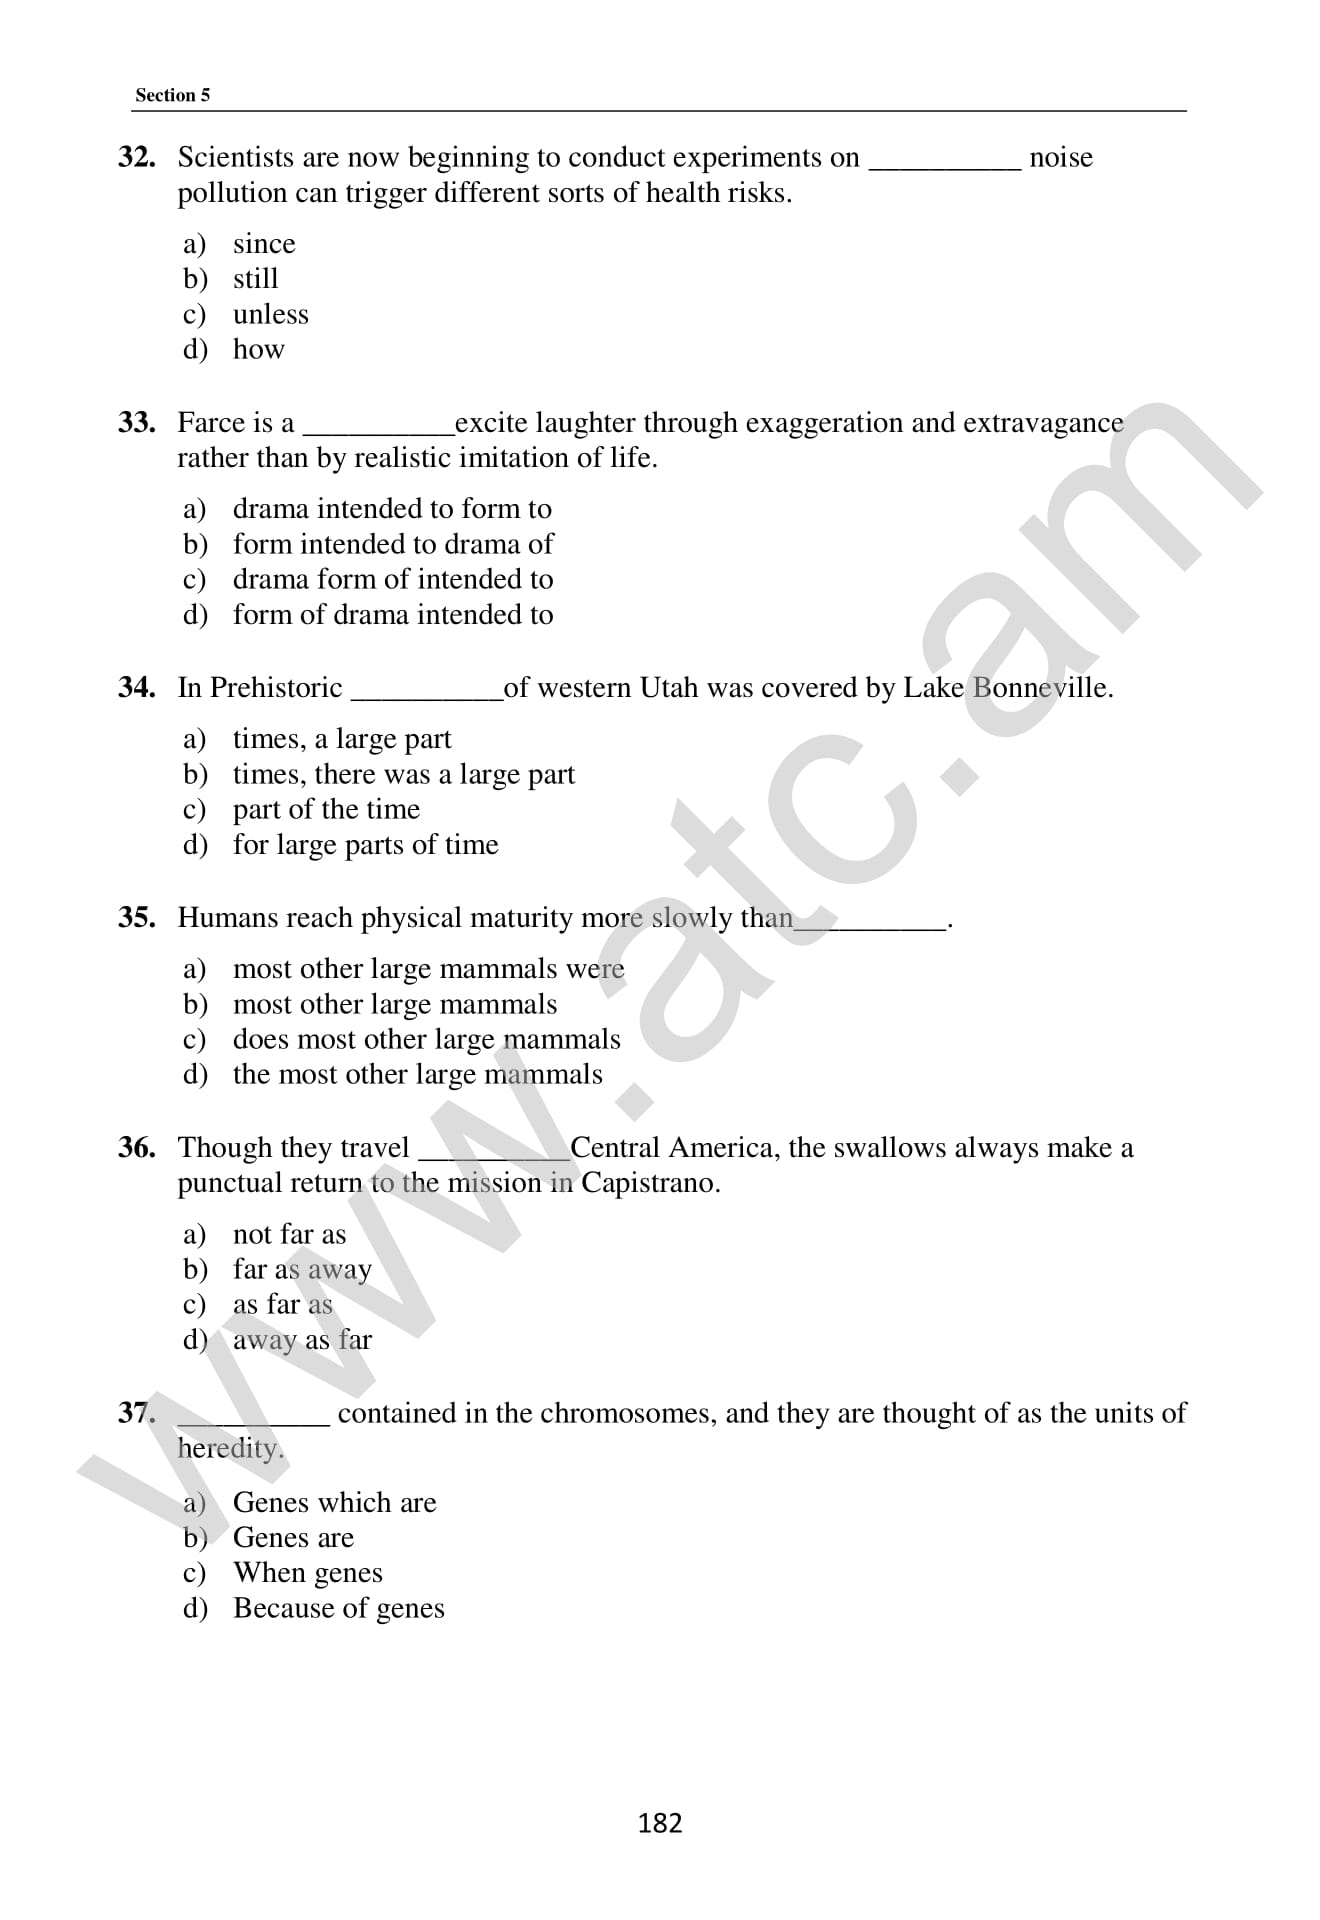 Section 5
32. Scientists are now beginning to conduct experiments on __________ noise
pollution can trigger different sorts of health risks.
a) since
b) still
c) unless
d) how
33. Farce is a __________excite laughter through exaggeration and extravagance
rather than by realistic imitation of life.
a) drama intended to form to
b) form intended to drama of
c) drama form of intended to
d) form of drama intended to
34. In Prehistoric __________of western Utah was covered by Lake Bonneville.
a) times, a large part
b) times, there was a large part
c) part of the time
d) for large parts of time
35. Humans reach physical maturity more slowly than__________.
a) most other large mammals were
b) most other large mammals
c) does most other large mammals
d) the most other large mammals
36. Though they travel __________Central America, the swallows always make a
punctual return to the mission in Capistrano.
a) not far as
b) far as away
c) as far as
d) away as far
37. __________ contained in the chromosomes, and they are thought of as the units of
heredity.
a) Genes which are
b) Genes are
c) When genes
d) Because of genes
182
www.atc.am